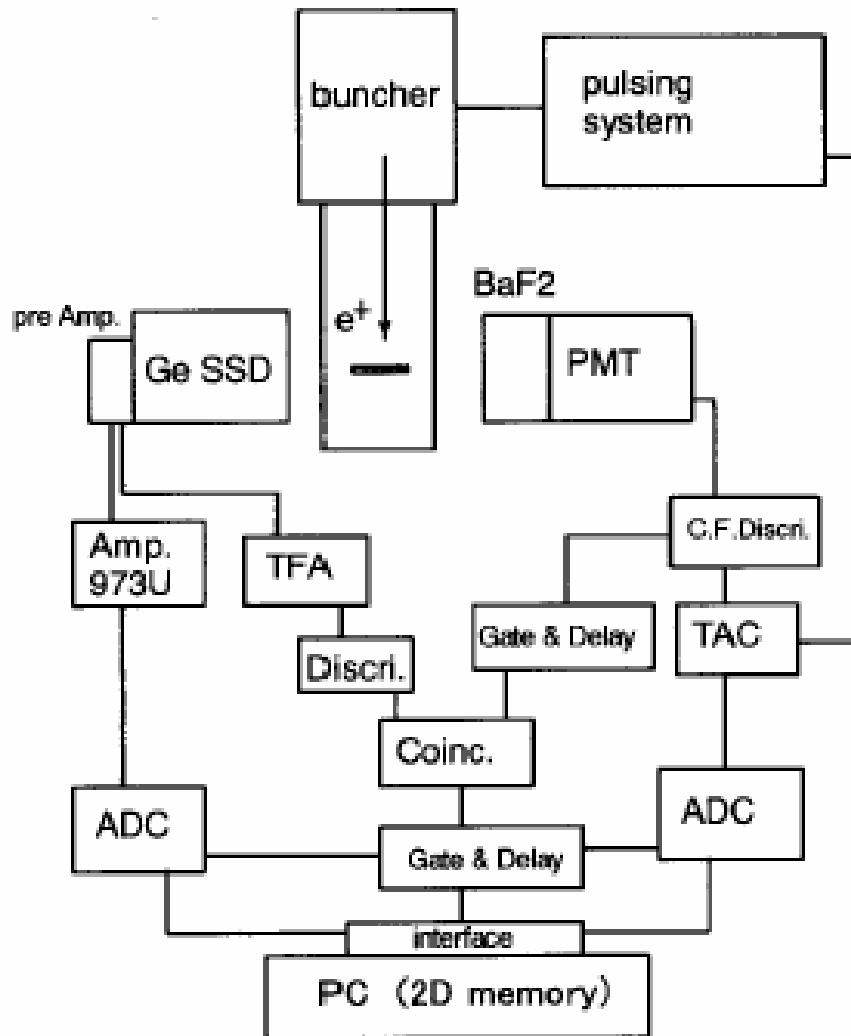 buncher
pulsing
system
BaF2
pre Amp.
e+
Ge SSD
PMT
C.F.Discri.
Amp.
973U
TFA
Gate & Delay
TAC
Discri.
Coinc.
ADC
ADC
Gate & Delay
interface
PC (2D memory)